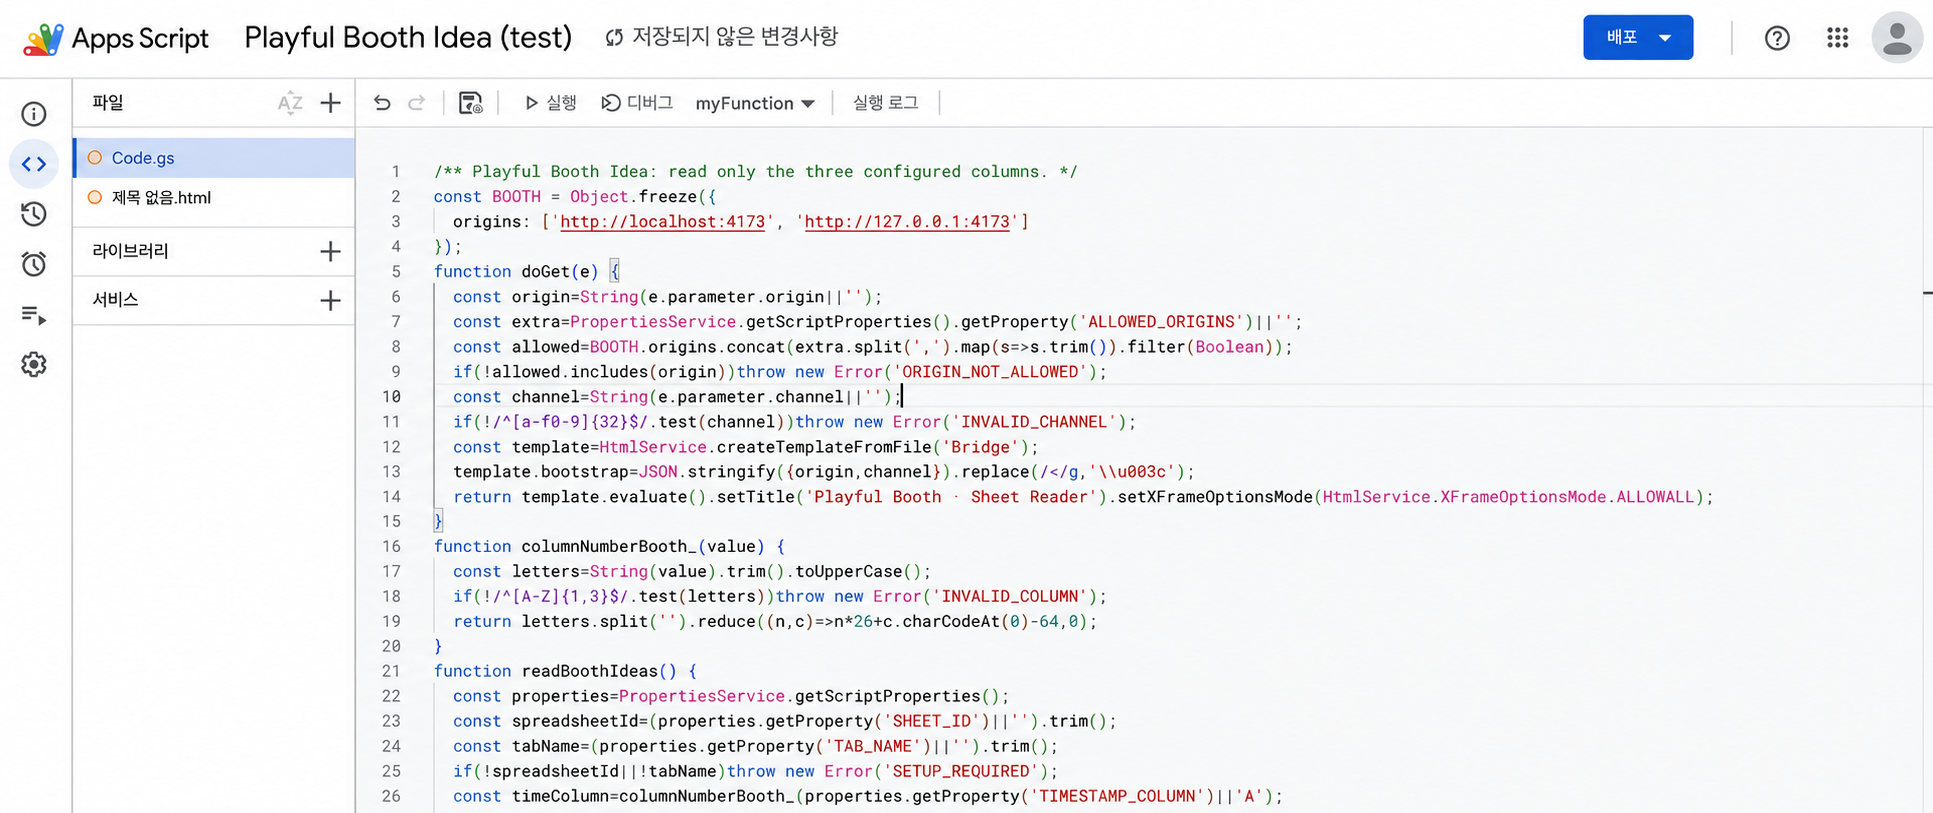 Apps Script
Playful Booth Idea (test)
저장되지 않은 변경사항
배포
파일
AZ
실행
디버그
myFunction
실행 로그
Code.gs
제목 없음.html
라이브러리
서비스
1 /** Playful Booth Idea: read only the three configured columns. */
2 const BOOTH = Object.freeze({
3 origins: ['http://localhost:4173', 'http://127.0.0.1:4173']
4 });
5 function doGet(e) {
6 const origin=String(e.parameter.origin||'');
7 const extra=PropertiesService.getScriptProperties().getProperty('ALLOWED_ORIGINS')||'';
8 const allowed=BOOTH.origins.concat(extra.split(',').map(s=>s.trim()).filter(Boolean));
9 if(!allowed.includes(origin))throw new Error('ORIGIN_NOT_ALLOWED');
10 const channel=String(e.parameter.channel||'');
11 if(!/^[a-f0-9]{32}$/.test(channel))throw new Error('INVALID_CHANNEL');
12 const template=HtmlService.createTemplateFromFile('Bridge');
13 template.bootstrap=JSON.stringify({origin,channel}).replace(/</g,'\\u003c');
14 return template.evaluate().setTitle('Playful Booth · Sheet Reader').setXFrameOptionsMode(HtmlService.XFrameOptionsMode.ALLOWALL);
15 }
16 function columnNumberBooth_(value) {
17 const letters=String(value).trim().toUpperCase();
18 if(!/^[A-Z]{1,3}$/.test(letters))throw new Error('INVALID_COLUMN');
19 return letters.split('').reduce((n,c)=>n*26+c.charCodeAt(0)-64,0);
20 }
21 function readBoothIdeas() {
22 const properties=PropertiesService.getScriptProperties();
23 const spreadsheetId=(properties.getProperty('SHEET_ID')||'').trim();
24 const tabName=(properties.getProperty('TAB_NAME')||'').trim();
25 if(!spreadsheetId||!tabName)throw new Error('SETUP_REQUIRED');
26 const timeColumn=columnNumberBooth_(properties.getProperty('TIMESTAMP_COLUMN')||'A');